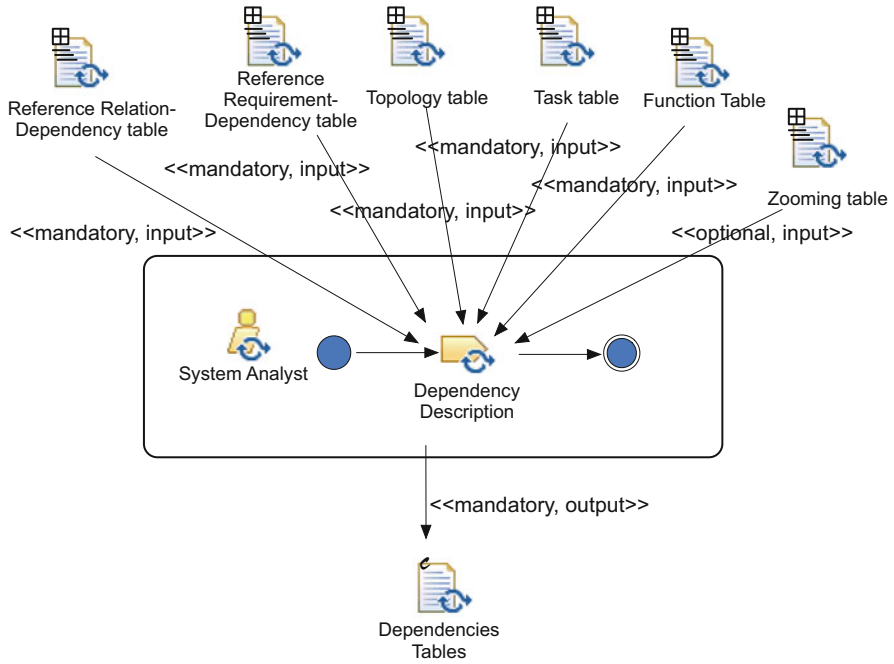 Reference Relation-
Dependency table
Reference
Requirement-
Dependency table
Topology table
Task table
Function Table
Zooming table
<<mandatory, input>>
<<mandatory, input>>
<<mandatory, input>>
<<mandatory, input>>
<<mandatory, input>>
<<optional, input>>
System Analyst
Dependency
Description
<<mandatory, output>>
Dependencies
Tables